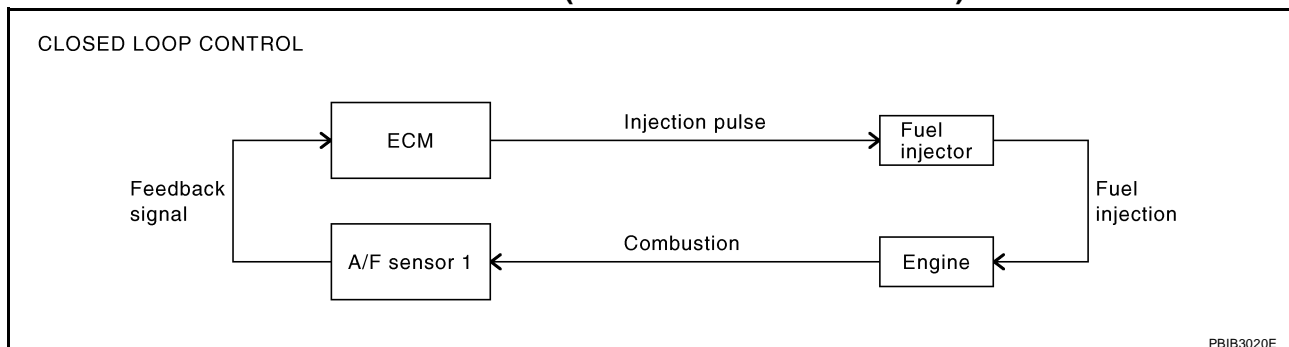 CLOSED LOOP CONTROL
ECM
Injection pulse
Fuel
injector
Feedback
signal
Fuel
injection
A/F sensor 1
Combustion
Engine
PBIB3020E